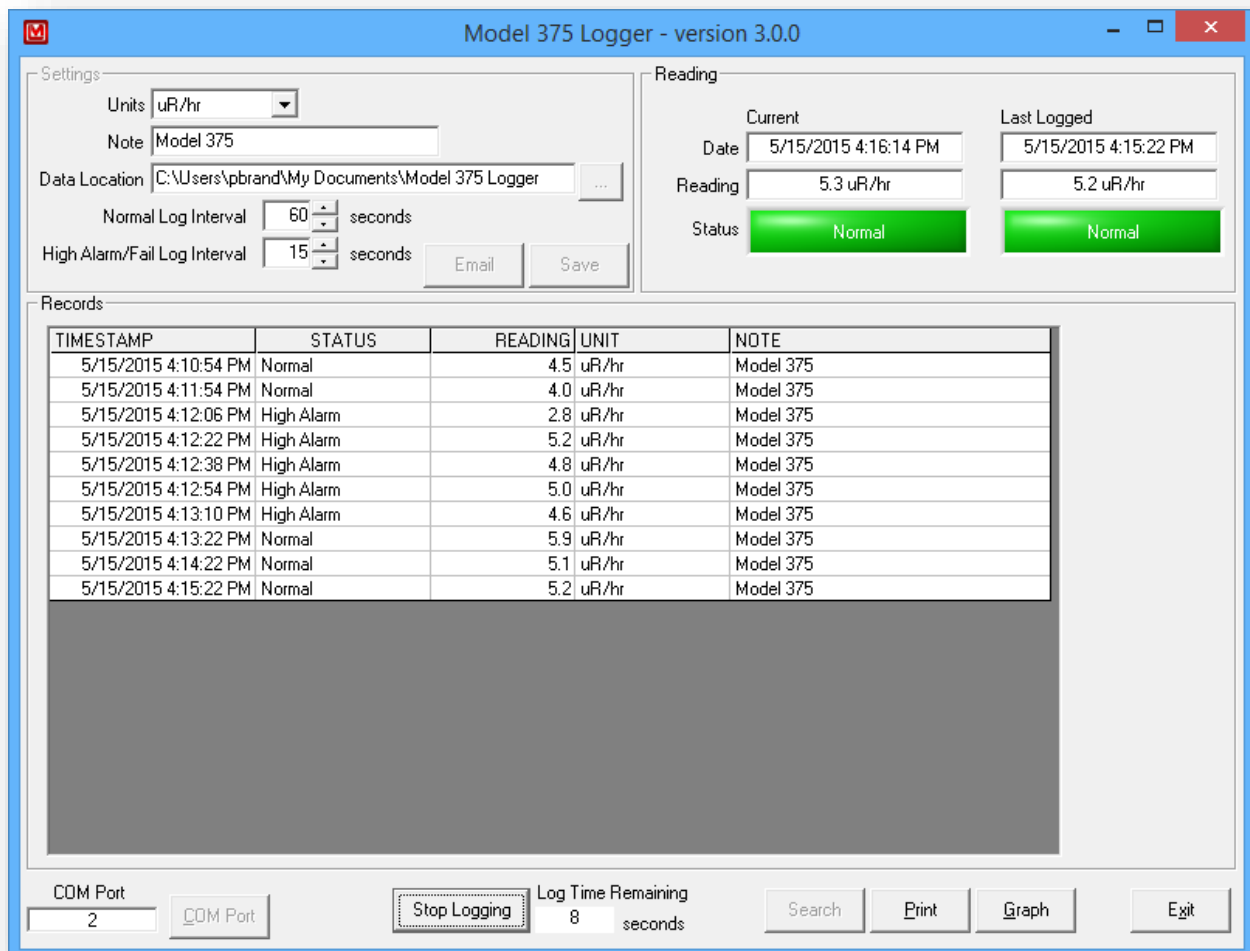 Model 375 Logger - version 3.0.0
Settings
Units uR/hr
Note Model 375
Data Location C:\Users\pbrand\My Documents\Model 375 Logger ...
Normal Log Interval 60 seconds
High Alarm/Fail Log Interval 15 seconds
Email Save
Reading
Current Last Logged
Date 5/15/2015 4:16:14 PM 5/15/2015 4:15:22 PM
Reading 5.3 uR/hr 5.2 uR/hr
Status Normal Normal
Records
TIMESTAMP STATUS READING UNIT NOTE
5/15/2015 4:10:54 PM Normal 4.5 uR/hr Model 375
5/15/2015 4:11:54 PM Normal 4.0 uR/hr Model 375
5/15/2015 4:12:06 PM High Alarm 2.8 uR/hr Model 375
5/15/2015 4:12:22 PM High Alarm 5.2 uR/hr Model 375
5/15/2015 4:12:38 PM High Alarm 4.8 uR/hr Model 375
5/15/2015 4:12:54 PM High Alarm 5.0 uR/hr Model 375
5/15/2015 4:13:10 PM High Alarm 4.6 uR/hr Model 375
5/15/2015 4:13:22 PM Normal 5.9 uR/hr Model 375
5/15/2015 4:14:22 PM Normal 5.1 uR/hr Model 375
5/15/2015 4:15:22 PM Normal 5.2 uR/hr Model 375
COM Port
2
COM Port
Stop Logging
Log Time Remaining
8 seconds
Search Print Graph Exit